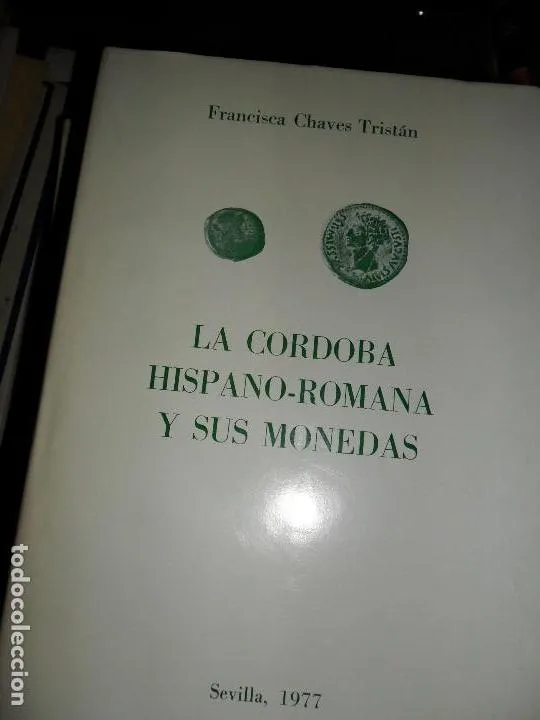 Francisca Chaves Tristán
LA CORDOBA
HISPANO-ROMANA
Y SUS MONEDAS
Sevilla, 1977
todocoleccion